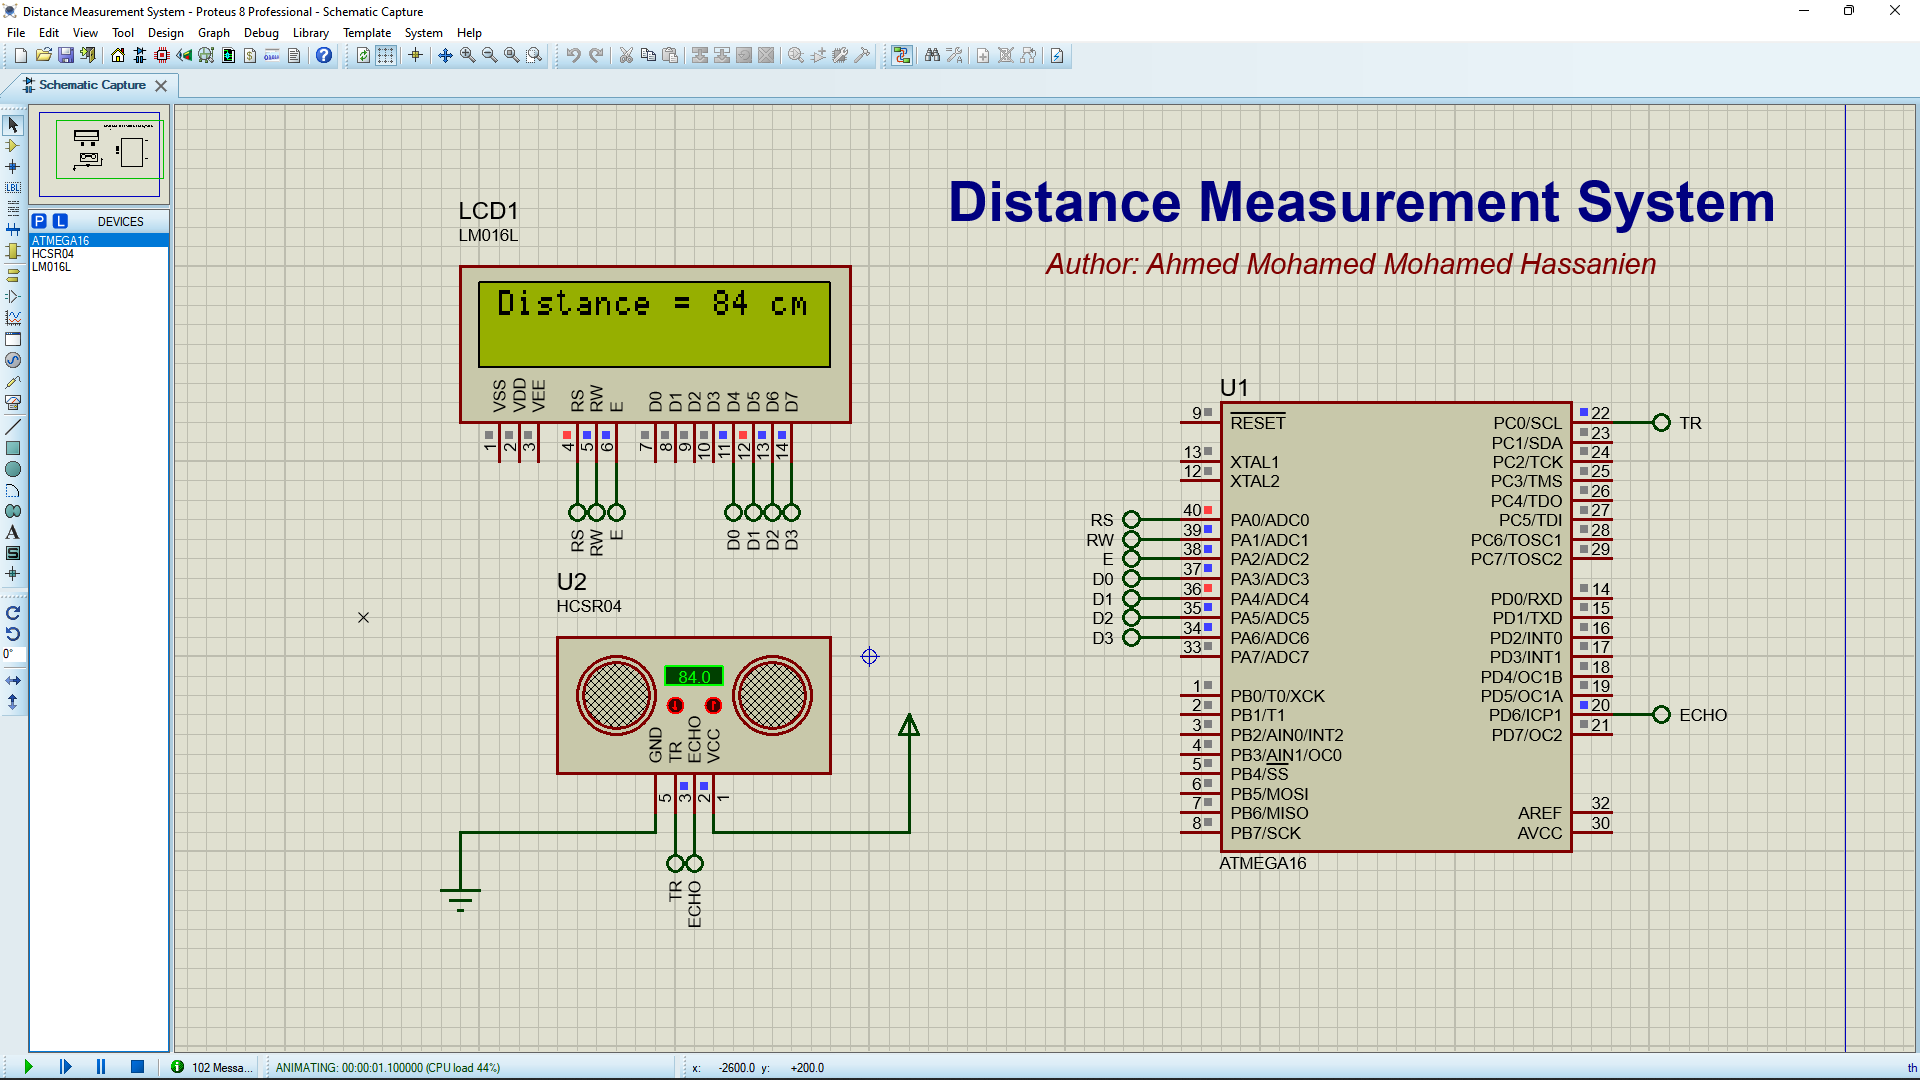 Distance Measurement System - Proteus 8 Professional - Schematic Capture
File Edit View Tool Design Graph Debug Library Template System Help
Schematic Capture
P L DEVICES
ATMEGA16
HCSR04
LM016L
LBL
A
S
0°
Distance Measurement System
Author: Ahmed Mohamed Mohamed Hassanien
LCD1
LM016L
Distance = 84 cm
VSS VDD VEE RS RW E D0 D1 D2 D3 D4 D5 D6 D7
1 2 3 4 5 6 7 8 9 10 11 12 13 14
RS RW E D0 D1 D2 D3
U2
HCSR04
84.0
GND TR ECHO VCC
5 3 2 1
TR ECHO
U1
9 RESET PC0/SCL 22 TR
PC1/SDA 23
13 XTAL1 PC2/TCK 24
12 XTAL2 PC3/TMS 25
PC4/TDO 26
RS 40 PA0/ADC0 PC5/TDI 27
RW 39 PA1/ADC1 PC6/TOSC1 28
E 38 PA2/ADC2 PC7/TOSC2 29
D0 37 PA3/ADC3
D1 36 PA4/ADC4 PD0/RXD 14
D2 35 PA5/ADC5 PD1/TXD 15
D3 34 PA6/ADC6 PD2/INT0 16
33 PA7/ADC7 PD3/INT1 17
PD4/OC1B 18
1 PB0/T0/XCK PD5/OC1A 19
2 PB1/T1 PD6/ICP1 20 ECHO
3 PB2/AIN0/INT2 PD7/OC2 21
4 PB3/AIN1/OC0
5 PB4/SS
6 PB5/MOSI
7 PB6/MISO AREF 32
8 PB7/SCK AVCC 30
ATMEGA16
102 Messa... ANIMATING: 00:00:01.100000 (CPU load 44%) x: -2600.0 y: +200.0 th